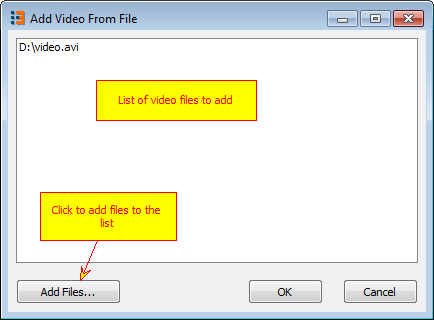 Add Video From File
D:\video.avi
List of video files to add
Click to add files to the
list
Add Files...
OK
Cancel